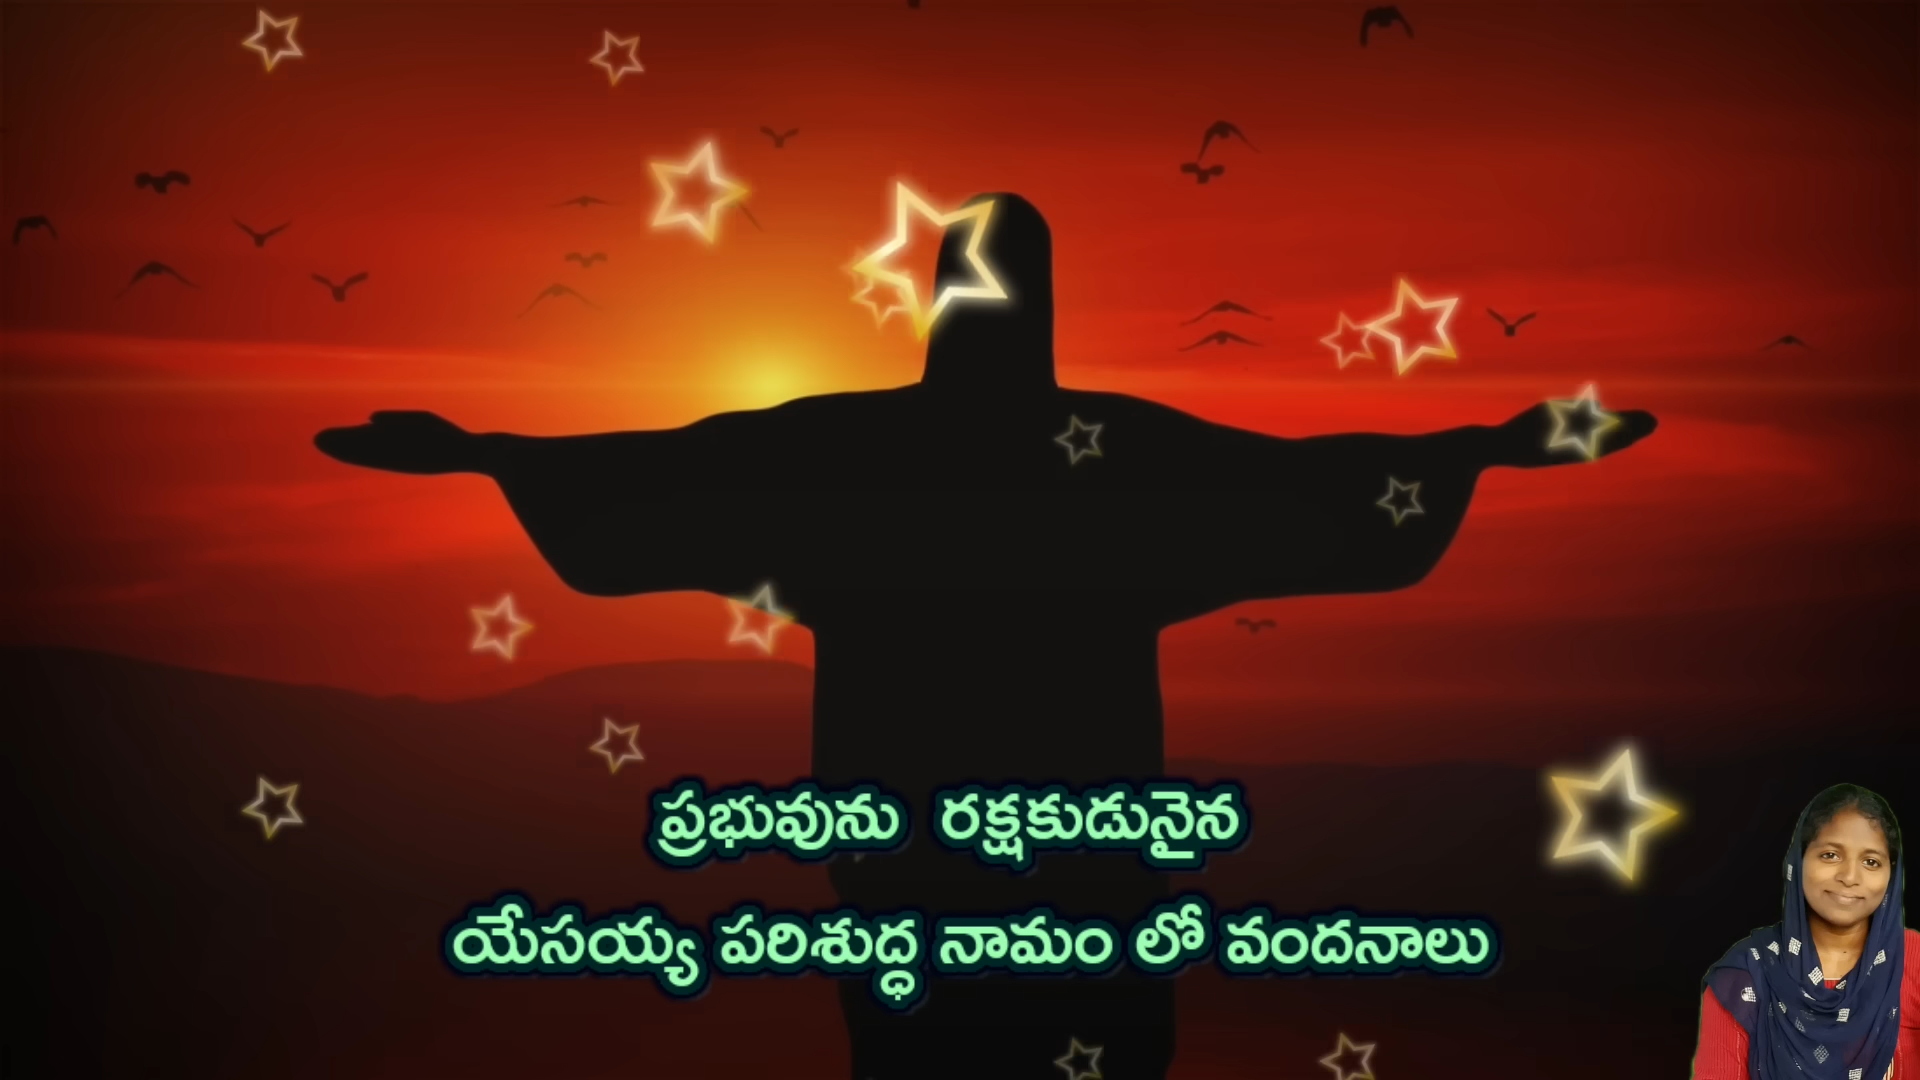 ప్రభువును రక్షకుడునైన
యేసయ్య పరిశుద్ధ నామం లో వందనాలు